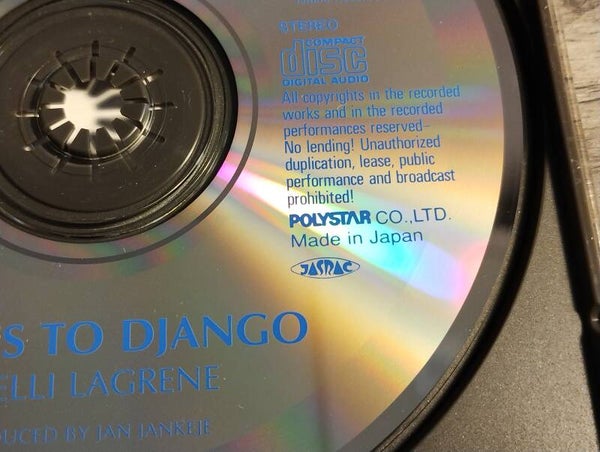 STEREO
COMPACT
disc
DIGITAL AUDIO
All copyrights in the recorded
works and in the recorded
performances reserved—
No lending! Unauthorized
duplication, lease, public
performance and broadcast
prohibited!
POLYSTAR CO.,LTD.
Made in Japan
JASRAC
S TO DJANGO
ELLI LAGRENE
DUCED BY JAN JANKEJE